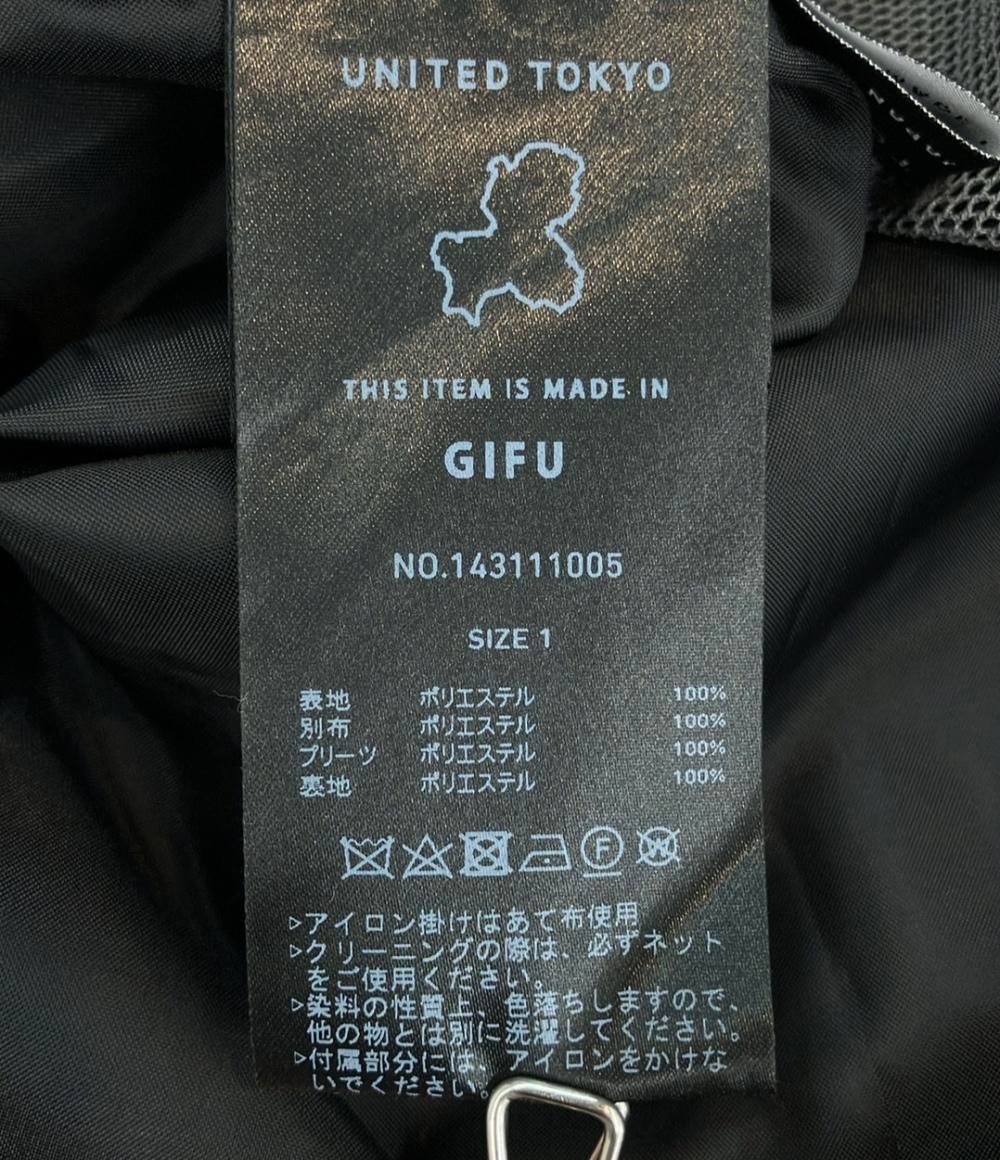 UNITED TOKYO
THIS ITEM IS MADE IN
GIFU
NO.143111005
SIZE 1
表地 ポリエステル 100%
別布 ポリエステル 100%
プリーツ ポリエステル 100%
裏地 ポリエステル 100%
F W
▷アイロン掛けはあて布使用
▷クリーニングの際は、必ずネット
をご使用ください。
▷染料の性質上、色落ちしますので、
他の物とは別に洗濯してください。
▷付属部分には、アイロンをかけな
いでください。